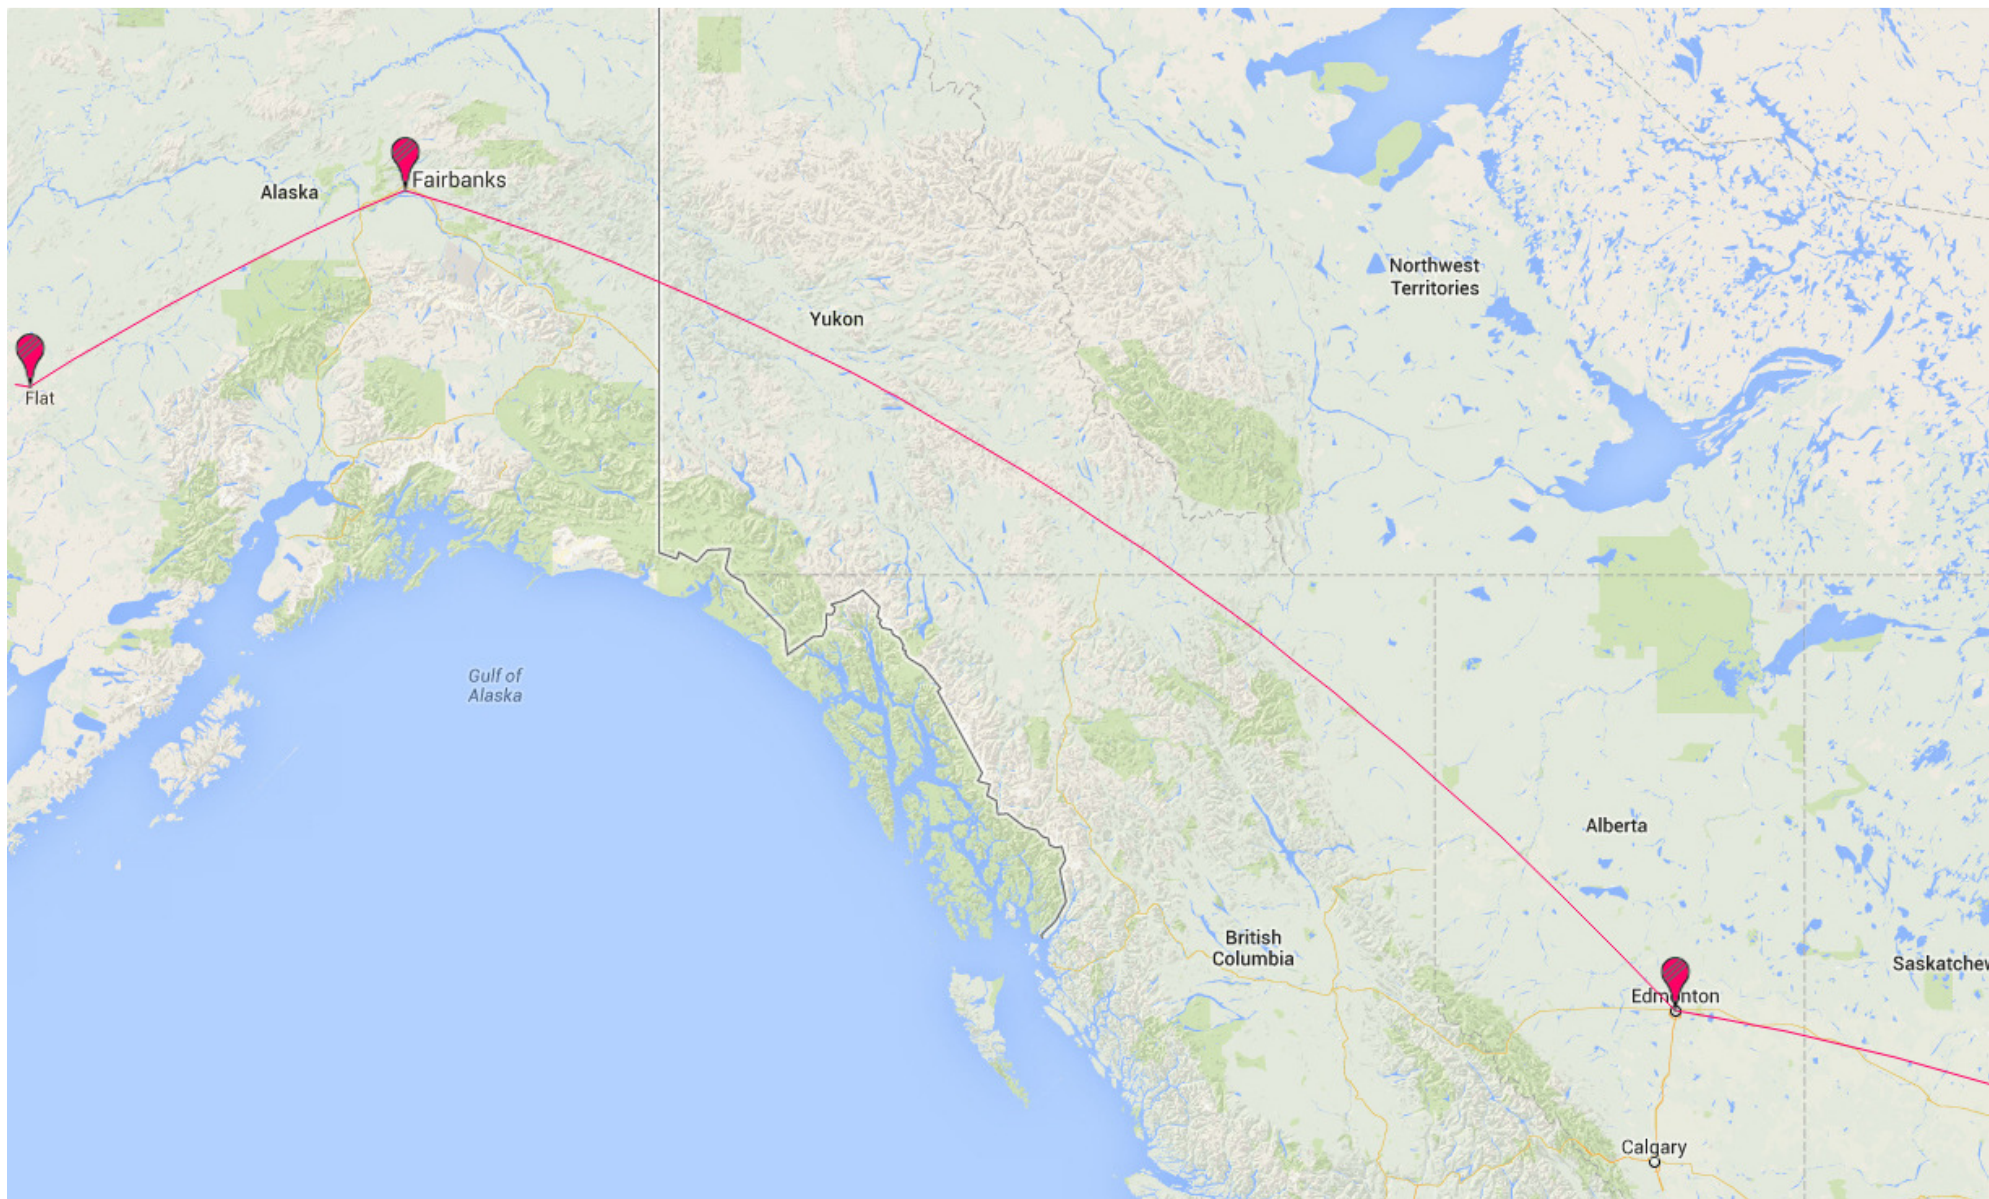 Fairbanks
Alaska
Northwest
Territories
Yukon
Flat
Gulf of
Alaska
Alberta
British
Columbia
Saskatchew
Edmonton
Calgary